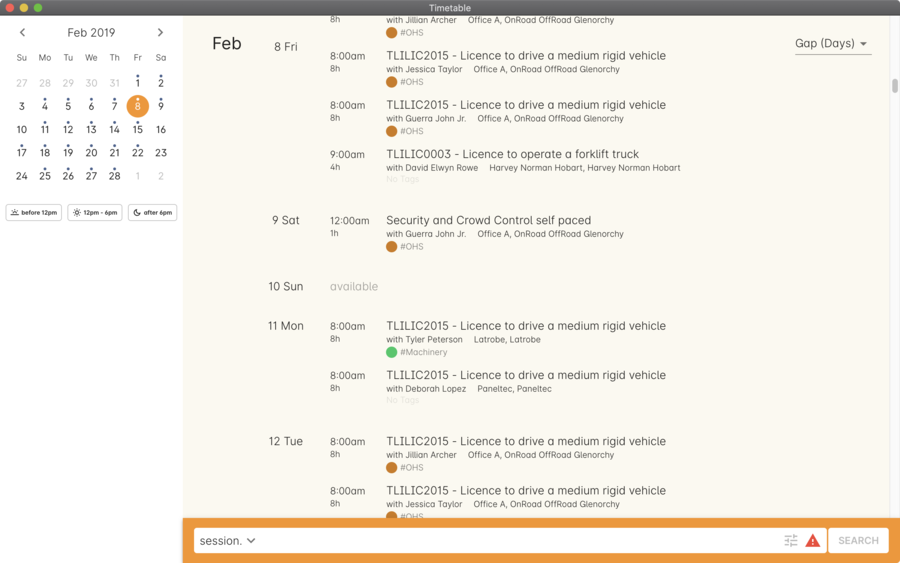 Timetable
Feb 2019
Su Mo Tu We Th Fr Sa
27 28 29 30 31 1 2
3 4 5 6 7 8 9
10 11 12 13 14 15 16
17 18 19 20 21 22 23
24 25 26 27 28 1 2
before 12pm 12pm - 6pm after 6pm
8h with Jillian Archer Office A, OnRoad OffRoad Glenorchy
#OHS
Feb 8 Fri Gap (Days)
8:00am TLILIC2015 - Licence to drive a medium rigid vehicle
8h with Jessica Taylor Office A, OnRoad OffRoad Glenorchy
#OHS
8:00am TLILIC2015 - Licence to drive a medium rigid vehicle
8h with Guerra John Jr. Office A, OnRoad OffRoad Glenorchy
#OHS
9:00am TLILIC0003 - Licence to operate a forklift truck
4h with David Elwyn Rowe Harvey Norman Hobart, Harvey Norman Hobart
No Tags
9 Sat 12:00am Security and Crowd Control self paced
1h with Guerra John Jr. Office A, OnRoad OffRoad Glenorchy
#OHS
10 Sun available
11 Mon 8:00am TLILIC2015 - Licence to drive a medium rigid vehicle
8h with Tyler Peterson Latrobe, Latrobe
#Machinery
8:00am TLILIC2015 - Licence to drive a medium rigid vehicle
8h with Deborah Lopez Paneltec, Paneltec
No Tags
12 Tue 8:00am TLILIC2015 - Licence to drive a medium rigid vehicle
8h with Jillian Archer Office A, OnRoad OffRoad Glenorchy
#OHS
8:00am TLILIC2015 - Licence to drive a medium rigid vehicle
8h with Jessica Taylor Office A, OnRoad OffRoad Glenorchy
#OHS
session. SEARCH